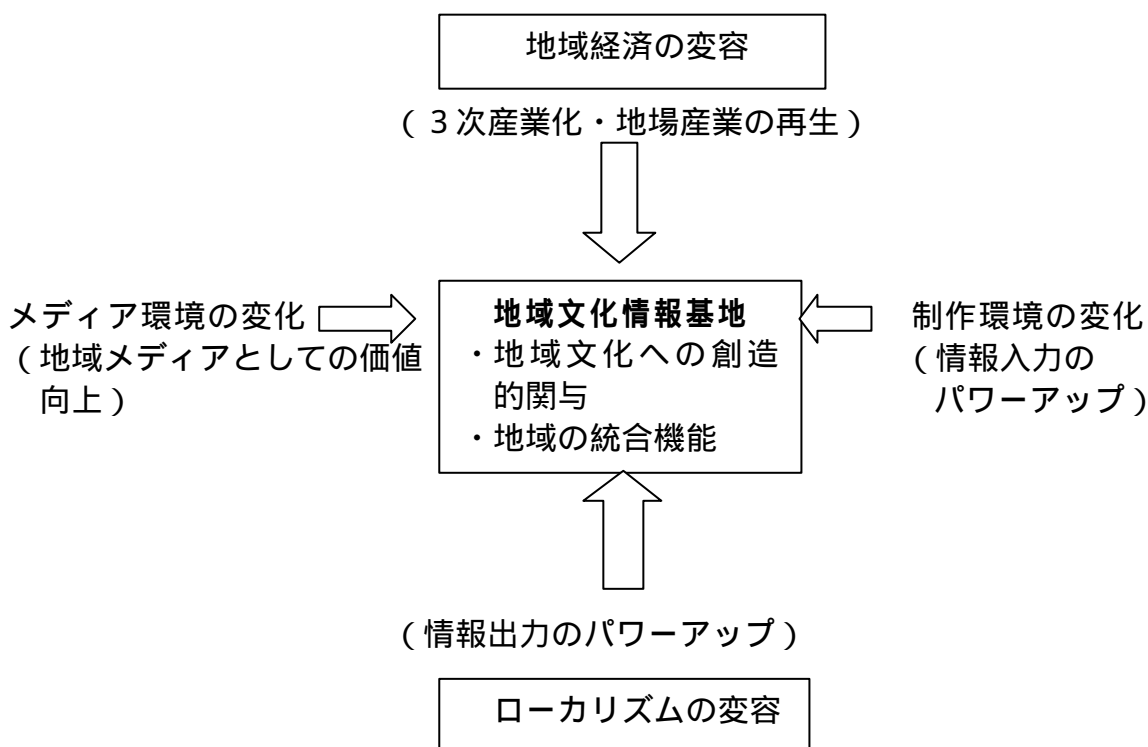 地域経済の変容
（３次産業化・地場産業の再生）
メディア環境の変化
（地域メディアとしての価値
向上）
地域文化情報基地
・地域文化への創造
的関与
・地域の統合機能
制作環境の変化
（情報入力の
パワーアップ）
（情報出力のパワーアップ）
ローカリズムの変容